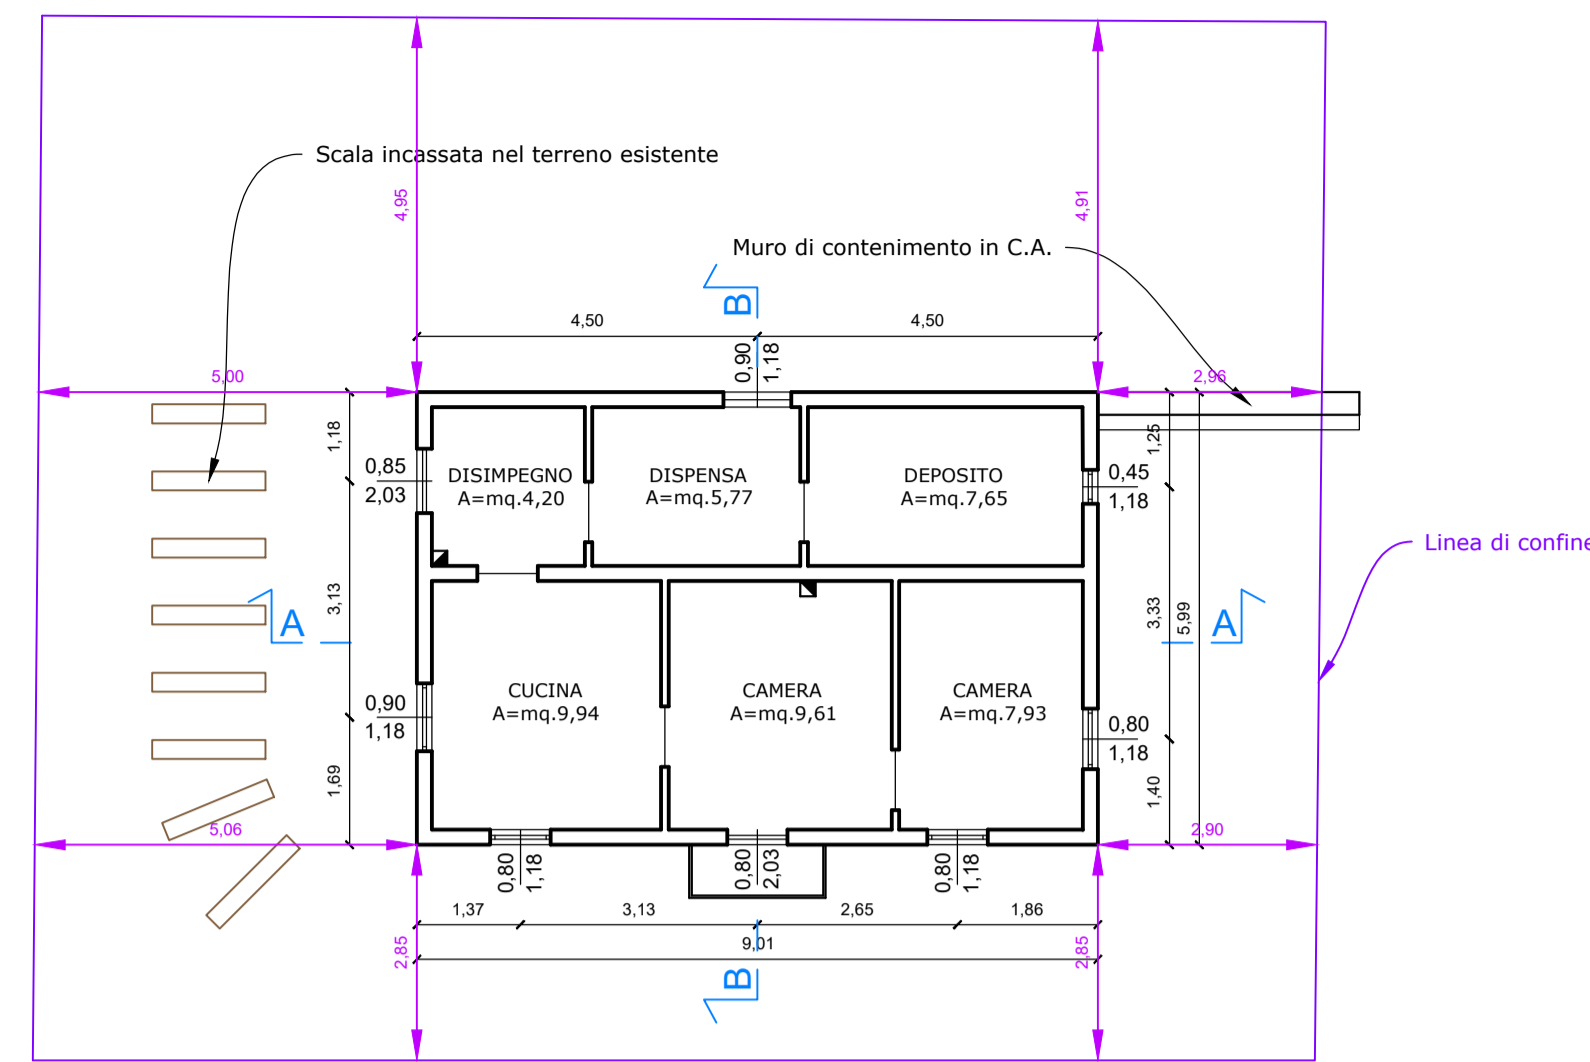 Scala incassata nel terreno esistente
4,95
4,91
Muro di contenimento in C.A.
B
4,50
4,50
0,90
1,18
5,00
2,96
1,18
1,25
0,85
2,03
DISIMPEGNO
A=mq.4,20
DISPENSA
A=mq.5,77
DEPOSITO
A=mq.7,65
0,45
1,18
Linea di confine
3,13
3,33
5,99
A
A
CUCINA
A=mq.9,94
CAMERA
A=mq.9,61
CAMERA
A=mq.7,93
0,90
1,18
0,80
1,18
1,69
1,40
5,06
2,90
0,80
1,18
0,80
2,03
0,80
1,18
1,37
3,13
2,65
1,86
9,01
2,85
2,85
B